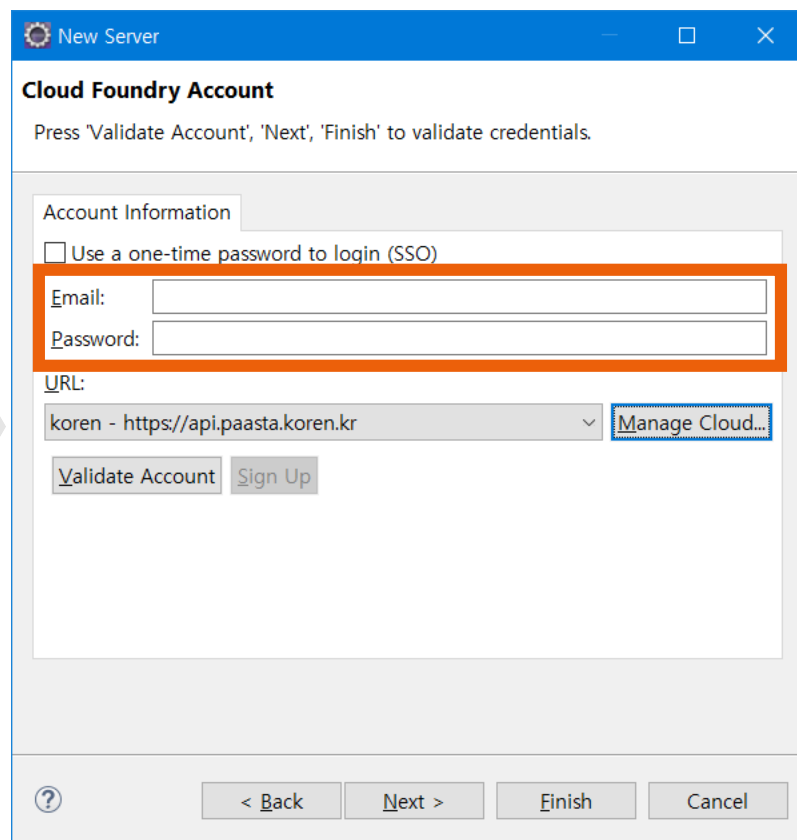 New Server
Cloud Foundry Account
Press 'Validate Account', 'Next', 'Finish' to validate credentials.
Account Information
Use a one-time password to login (SSO)
Email:
Password:
URL:
koren - https://api.paasta.koren.kr
Manage Cloud...
Validate Account Sign Up
< Back Next > Finish Cancel